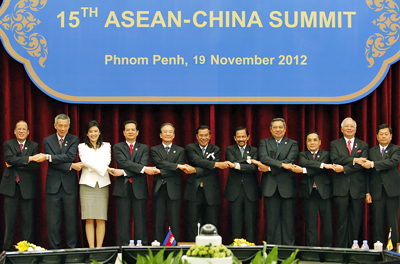 15TH ASEAN-CHINA SUMMIT
Phnom Penh, 19 November 2012